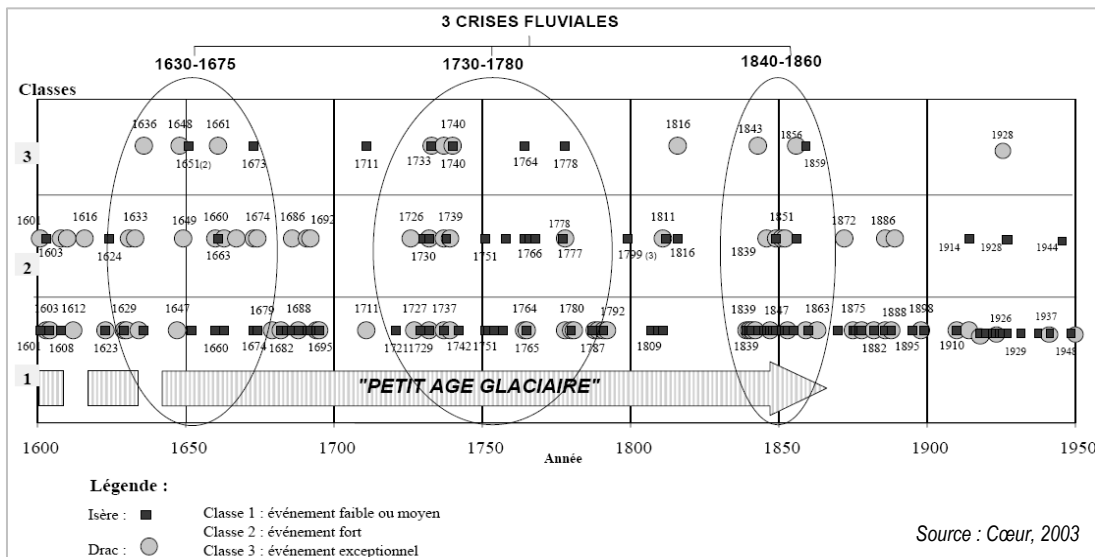 3 CRISES FLUVIALES
1630-1675 1730-1780 1840-1860
Classes
1636 1648 1661 1740 1816 1843 1856 1928
3
1651(2) 1673 1711 1733 1740 1764 1778 1859
1601 1616 1633 1649 1660 1674 1686 1692 1726 1739 1778 1811 1851 1872 1886
1603 1624 1663 1730 1751 1766 1777 1799 (3) 1816 1839 1914 1928 1944
2
1603 1612 1629 1647 1679 1688 1711 1727 1737 1764 1780 1792 1839 1847 1863 1875 1888 1898 1926 1937
1601 1608 1623 1660 1674 1682 1695 1721 1729 1742 1751 1765 1787 1809 1839 1882 1895 1910 1929 1948
1
"PETIT AGE GLACIAIRE"
1600 1650 1700 1750 1800 1850 1900 1950
Année
Légende :
Isère : Classe 1 : événement faible ou moyen
Classe 2 : événement fort
Drac : Classe 3 : événement exceptionnel
Source : Cœur, 2003